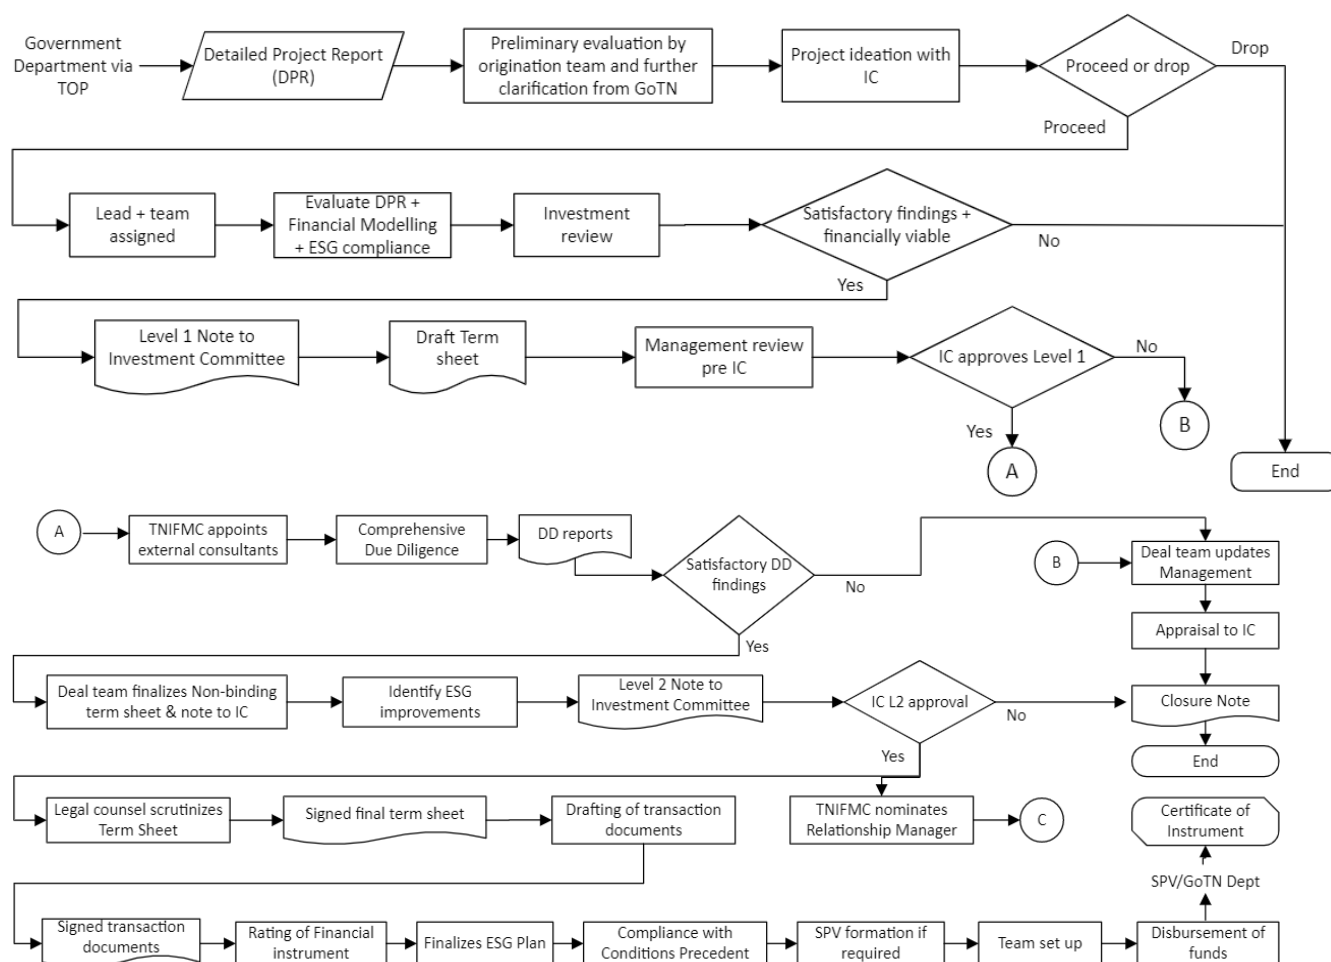 Government
Department via
TOP
Detailed Project Report
(DPR)
Preliminary evaluation by
origination team and further
clarification from GoTN
Project ideation with
IC
Proceed or drop
Drop
Proceed
Lead + team
assigned
Evaluate DPR +
Financial Modelling
+ ESG compliance
Investment
review
Satisfactory findings +
financially viable
No
Yes
Level 1 Note to
Investment Committee
Draft Term
sheet
Management review
pre IC
IC approves Level 1
No
B
Yes
A
End
A
TNIFMC appoints
external consultants
Comprehensive
Due Diligence
DD reports
Satisfactory DD
findings
No
Yes
B
Deal team updates
Management
Appraisal to IC
Deal team finalizes Non-binding
term sheet & note to IC
Identify ESG
improvements
Level 2 Note to
Investment Committee
IC L2 approval
No
Closure Note
Yes
End
Legal counsel scrutinizes
Term Sheet
Signed final term sheet
Drafting of transaction
documents
TNIFMC nominates
Relationship Manager
C
Certificate of
Instrument
SPV/GoTN Dept
Signed transaction
documents
Rating of Financial
instrument
Finalizes ESG Plan
Compliance with
Conditions Precedent
SPV formation if
required
Team set up
Disbursement of
funds